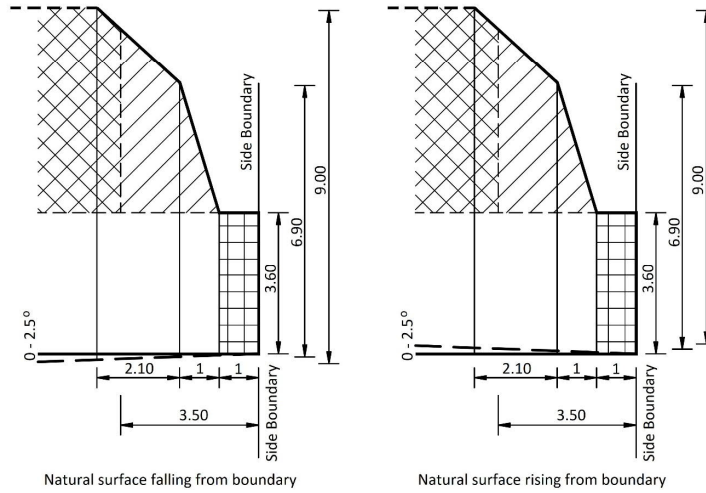 Side Boundary
9.00
6.90
3.60
0 - 2.5°
2.10
1
1
3.50
Side Boundary
Natural surface falling from boundary
Side Boundary
9.00
6.90
3.60
0 - 2.5°
2.10
1
1
3.50
Side Boundary
Natural surface rising from boundary